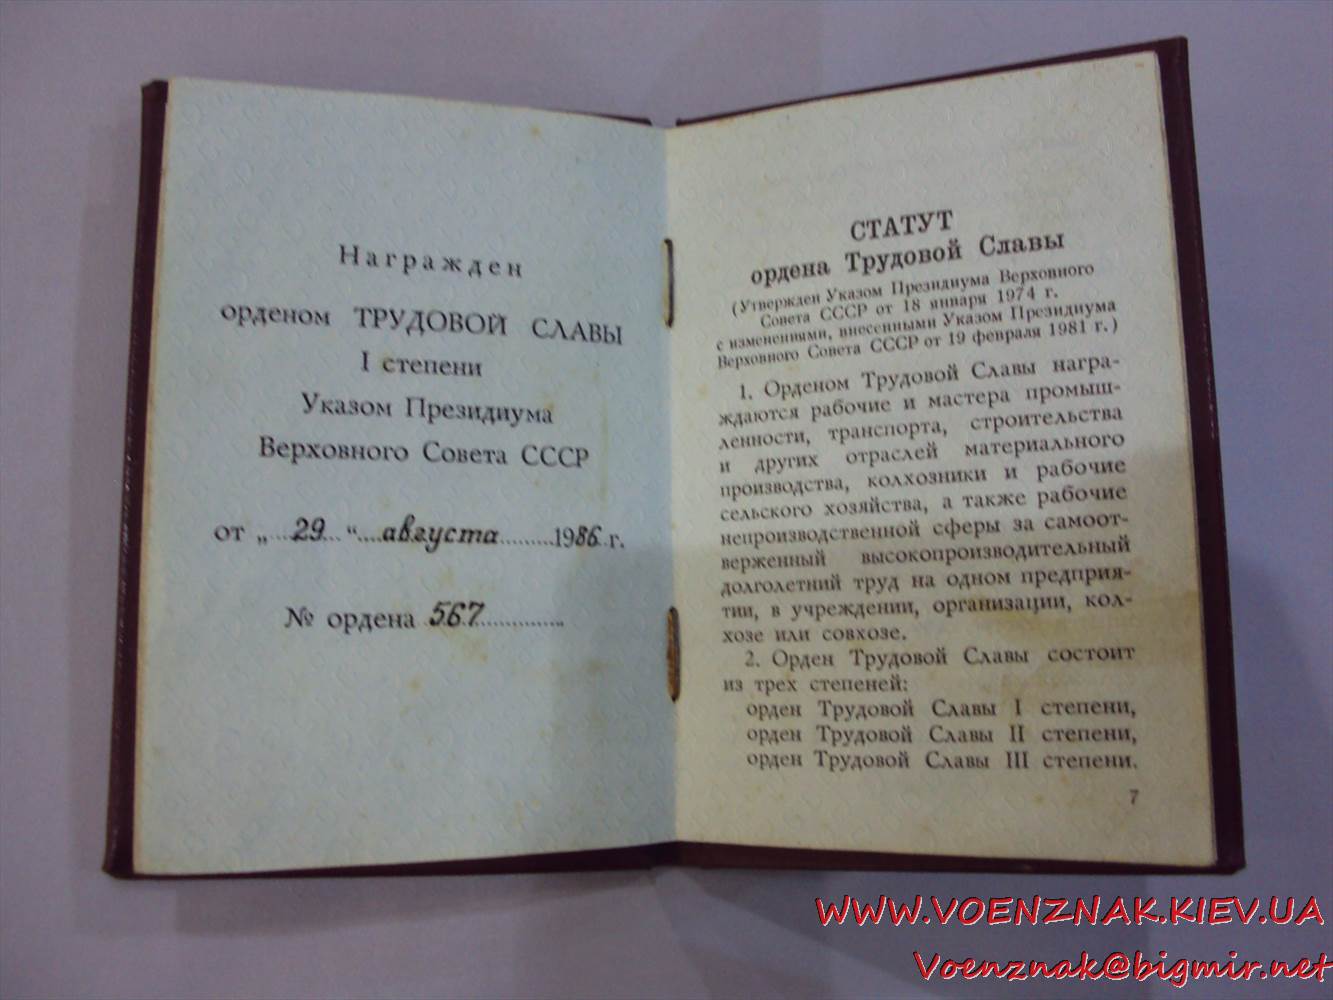 Награжден
орденом ТРУДОВОЙ СЛАВЫ
I степени
Указом Президиума
Верховного Совета СССР
от „ 29 “ августа 1986 г.
№ ордена 567
СТАТУТ
ордена Трудовой Славы
(Утвержден Указом Президиума Верховного
Совета СССР от 18 января 1974 г.
с изменениями, внесенными Указом Президиума
Верховного Совета СССР от 19 февраля 1981 г.)
1. Орденом Трудовой Славы награ-
ждаются рабочие и мастера промыш-
ленности, транспорта, строительства
и других отраслей материального
производства, колхозники и рабочие
сельского хозяйства, а также рабочие
непроизводственной сферы за самоот-
верженный высокопроизводительный
долголетний труд на одном предприя-
тии, в учреждении, организации, кол-
хозе или совхозе.
2. Орден Трудовой Славы состоит
из трех степеней:
орден Трудовой Славы I степени,
орден Трудовой Славы II степени,
орден Трудовой Славы III степени.
7
WWW.VOENZNAK.KIEV.UA
Voenznak@bigmir.net